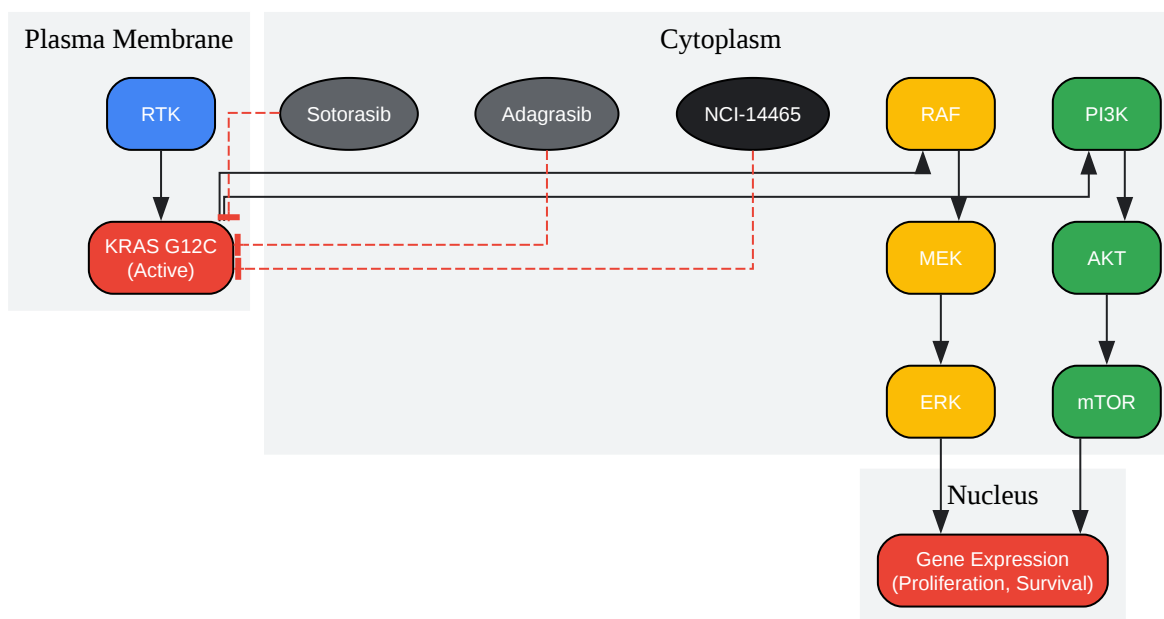 Plasma Membrane
Cytoplasm
RTK
Sotorasib
Adagrasib
NCI-14465
RAF
PI3K
KRAS G12C
(Active)
MEK
AKT
ERK
mTOR
Nucleus
Gene Expression
(Proliferation, Survival)